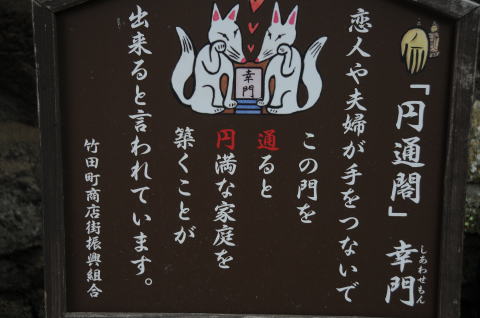 「円通閣」幸門
しあわせもん
恋人や夫婦が手をつないで
この門を
通ると
円満な家庭を
築くことが
出来ると言われています。
竹田町商店街振興組合
幸門